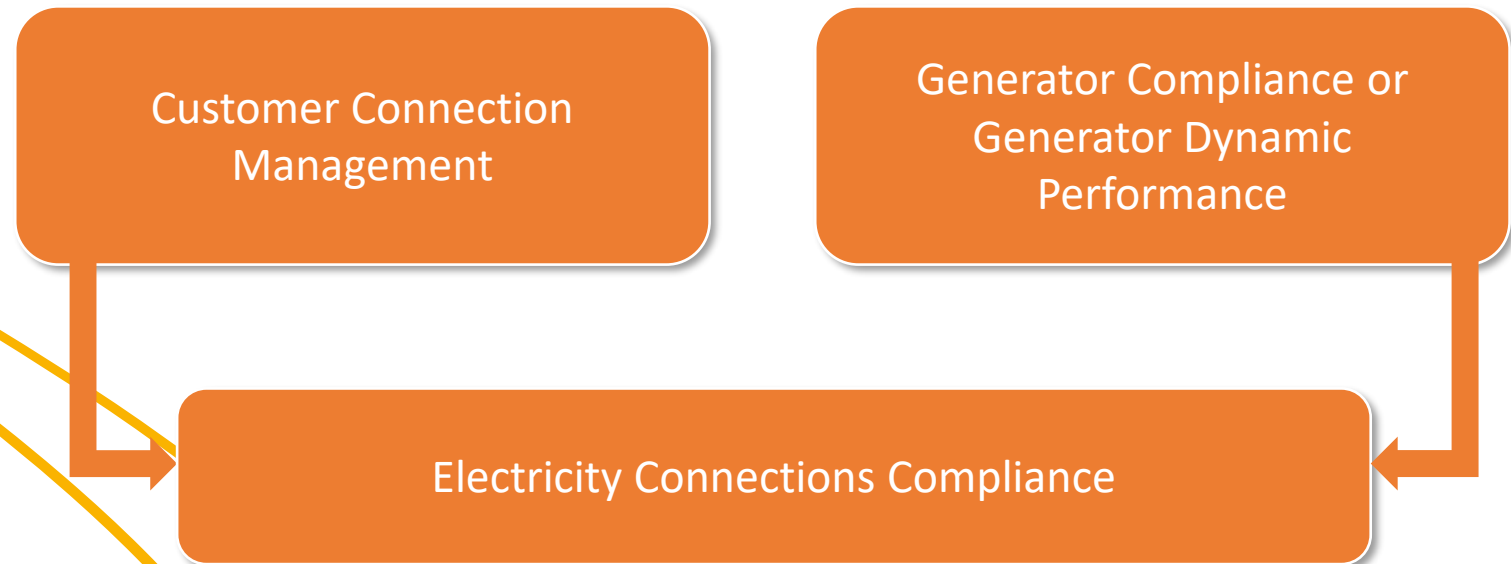 Customer Connection
Management
Generator Compliance or
Generator Dynamic
Performance
Electricity Connections Compliance